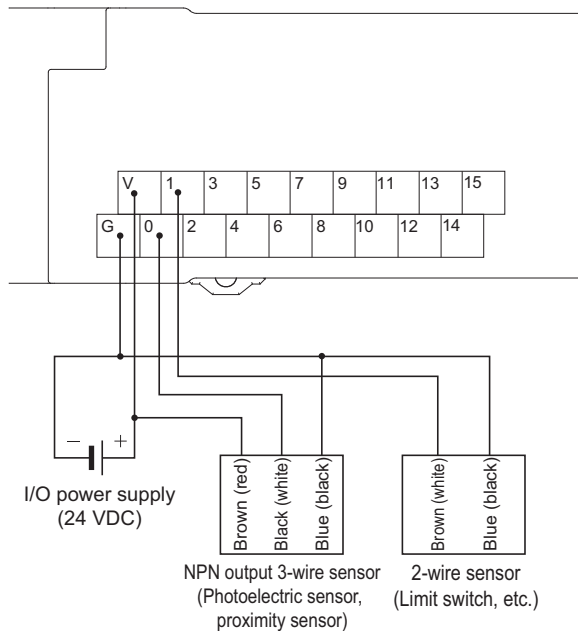 V 1 3 5 7 9 11 13 15
G 0 2 4 6 8 10 12 14
− +
I/O power supply
(24 VDC)
Brown (red)
Black (white)
Blue (black)
NPN output 3-wire sensor
(Photoelectric sensor,
proximity sensor)
Brown (white)
Blue (black)
2-wire sensor
(Limit switch, etc.)